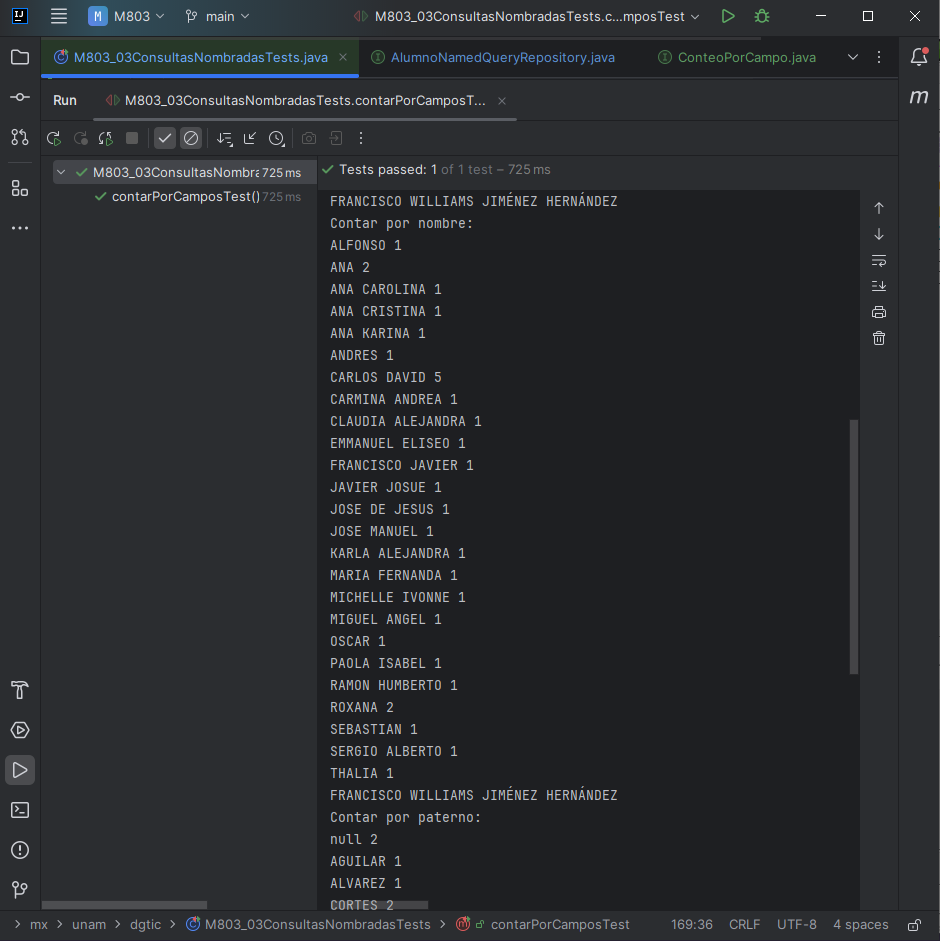 M M803 main M803_03ConsultasNombradasTests.c...mposTest
M803_03ConsultasNombradasTests.java AlumnoNamedQueryRepository.java ConteoPorCampo.java
Run M803_03ConsultasNombradasTests.contarPorCamposT...
M803_03ConsultasNombra 725 ms
contarPorCamposTest() 725 ms
Tests passed: 1 of 1 test – 725 ms
FRANCISCO WILLIAMS JIMÉNEZ HERNÁNDEZ
Contar por nombre:
ALFONSO 1
ANA 2
ANA CAROLINA 1
ANA CRISTINA 1
ANA KARINA 1
ANDRES 1
CARLOS DAVID 5
CARMINA ANDREA 1
CLAUDIA ALEJANDRA 1
EMMANUEL ELISEO 1
FRANCISCO JAVIER 1
JAVIER JOSUE 1
JOSE DE JESUS 1
JOSE MANUEL 1
KARLA ALEJANDRA 1
MARIA FERNANDA 1
MICHELLE IVONNE 1
MIGUEL ANGEL 1
OSCAR 1
PAOLA ISABEL 1
RAMON HUMBERTO 1
ROXANA 2
SEBASTIAN 1
SERGIO ALBERTO 1
THALIA 1
FRANCISCO WILLIAMS JIMÉNEZ HERNÁNDEZ
Contar por paterno:
null 2
AGUILAR 1
ALVAREZ 1
CORTES 2
mx > unam > dgtic > M803_03ConsultasNombradasTests > contarPorCamposTest 169:36 CRLF UTF-8 4 spaces